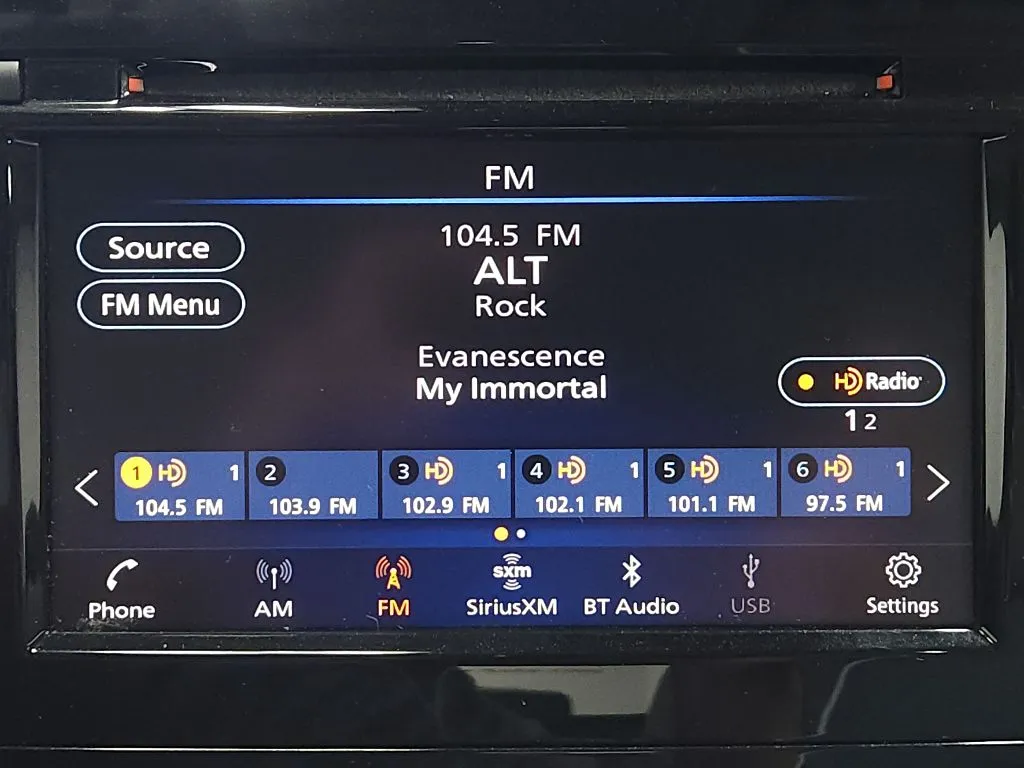 FM
Source
104.5 FM
ALT
FM Menu
Rock
Evanescence
My Immortal
HD Radio
1 2
1 HD 1
104.5 FM
2
103.9 FM
3 HD 1
102.9 FM
4 HD 1
102.1 FM
5 HD 1
101.1 FM
6 HD 1
97.5 FM
Phone
AM
FM
sxm
SiriusXM
BT Audio
USB
Settings